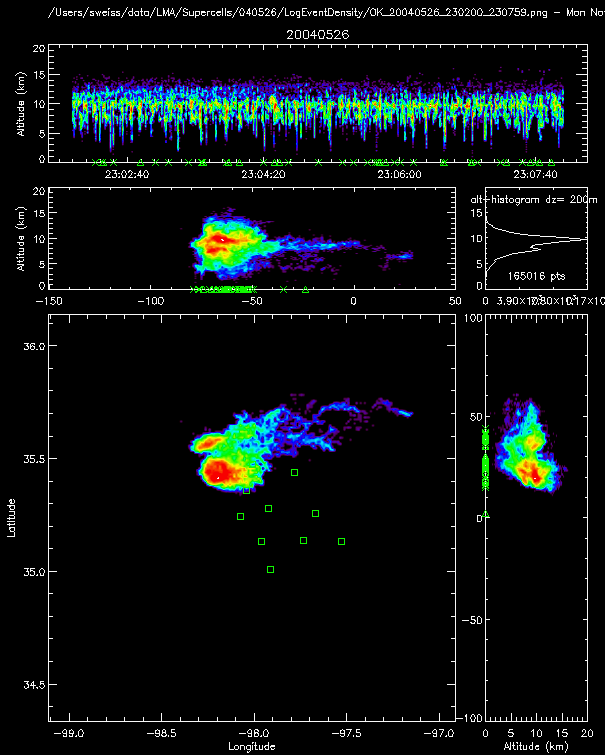 /Users/sweiss/data/LMA/Supercells/040526/LogEventDensity/OK_20040526_230200_230759.png – Mon Nov
20040526
20
15
10
5
0
Altitude (km)
23:02:40 23:04:20 23:06:00 23:07:40
20
15
10
5
0
Altitude (km)
−150 −100 −50 0 50
alt−histogram dz= 200m
20
15
10
5
0
165016 pts
0
100
50
0
−50
−100
0 5 10 15 20
Altitude (km)
36.0
35.5
35.0
34.5
Latitude
−99.0 −98.5 −98.0 −97.5 −97.0
Longitude